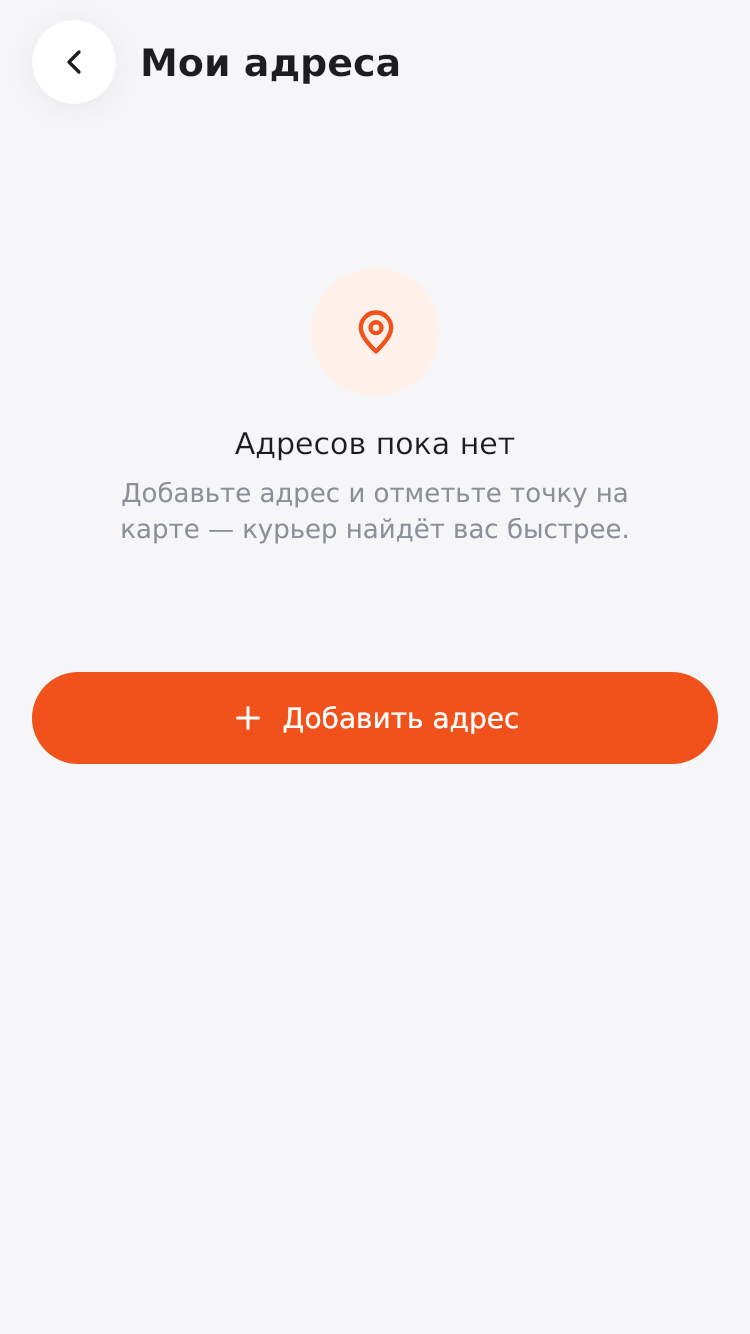 Мои адреса
Адресов пока нет
Добавьте адрес и отметьте точку на
карте — курьер найдёт вас быстрее.
Добавить адрес